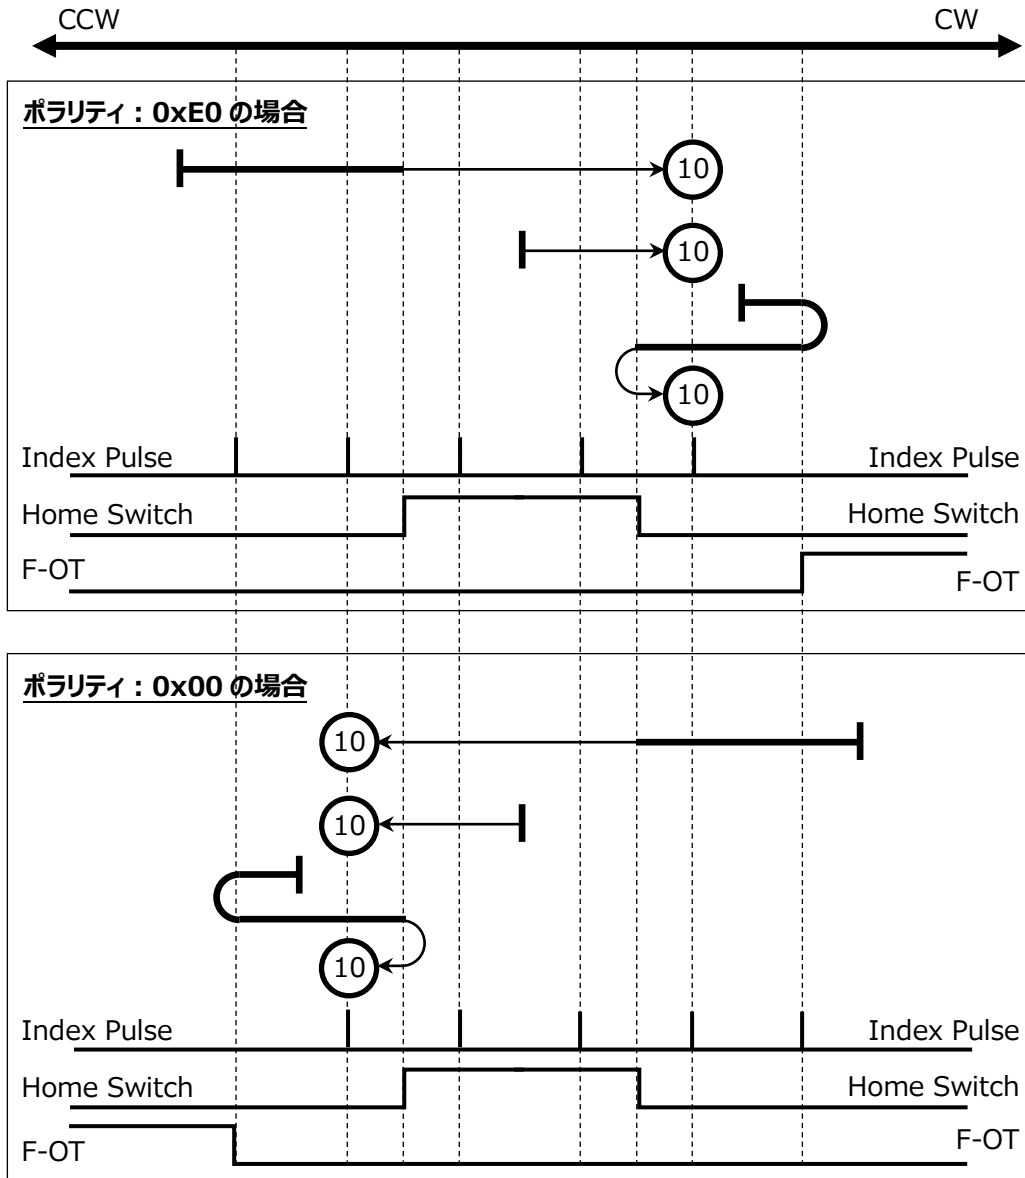 CCW CW
ポラリティ：0xE0 の場合
10
10
10
Index Pulse Index Pulse
Home Switch Home Switch
F-OT F-OT
ポラリティ：0x00 の場合
10
10
10
Index Pulse Index Pulse
Home Switch Home Switch
F-OT F-OT